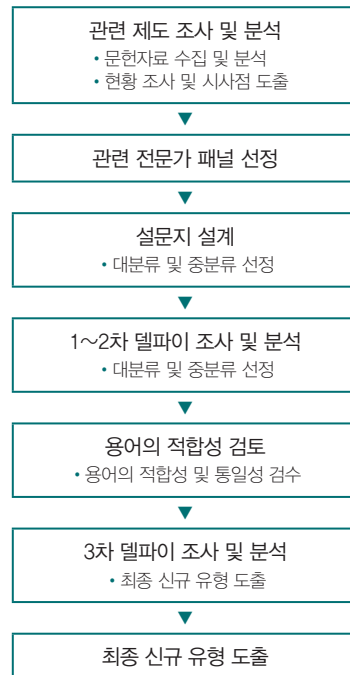 관련 제도 조사 및 분석
• 문헌자료 수집 및 분석
• 현황 조사 및 시사점 도출
▼
관련 전문가 패널 선정
▼
설문지 설계
• 대분류 및 중분류 선정
▼
1~2차 델파이 조사 및 분석
• 대분류 및 중분류 선정
▼
용어의 적합성 검토
• 용어의 적합성 및 통일성 검수
▼
3차 델파이 조사 및 분석
• 최종 신규 유형 도출
▼
최종 신규 유형 도출